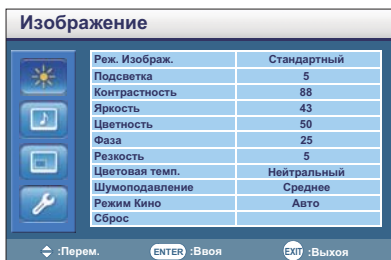 Изображение
Реж. Изображ. Стандартный
Подсветка 5
Контрастность 88
Яркость 43
Цветность 50
Фаза 25
Резкость 5
Цветовая темп. Нейтральный
Шумоподавление Среднее
Режим Кино Авто
Сброс
:Перем. ENTER :Ввоя EXIT :Выхоя